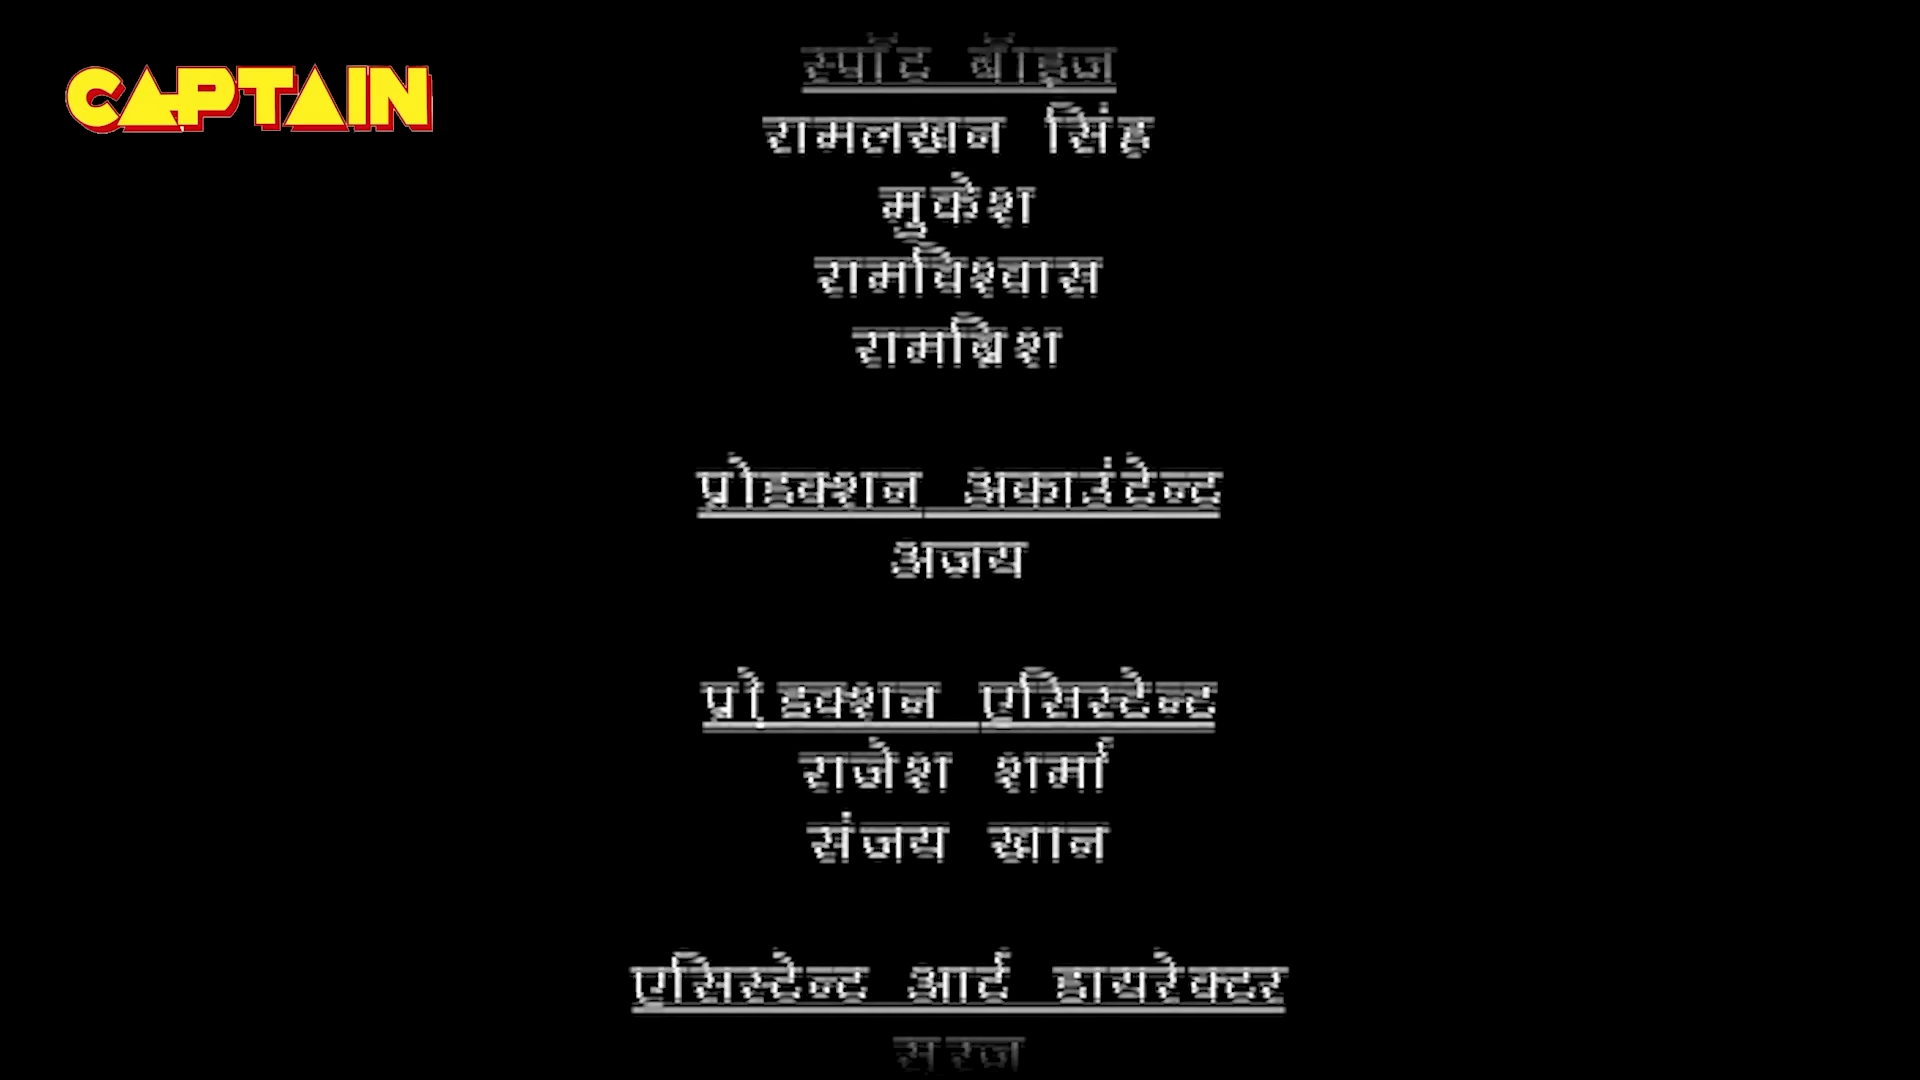 CAPTAIN
स्पॉट बॉइज
रामलखन सिंह
मुकेश
रामविश्वास
रामब्रिश
प्रोडक्शन अकाउंटेन्ट
अजय
प्रोडक्शन एसिस्टेन्ट
राजेश शर्मा
संजय खान
एसिस्टेन्ट आर्ट डायरेक्टर